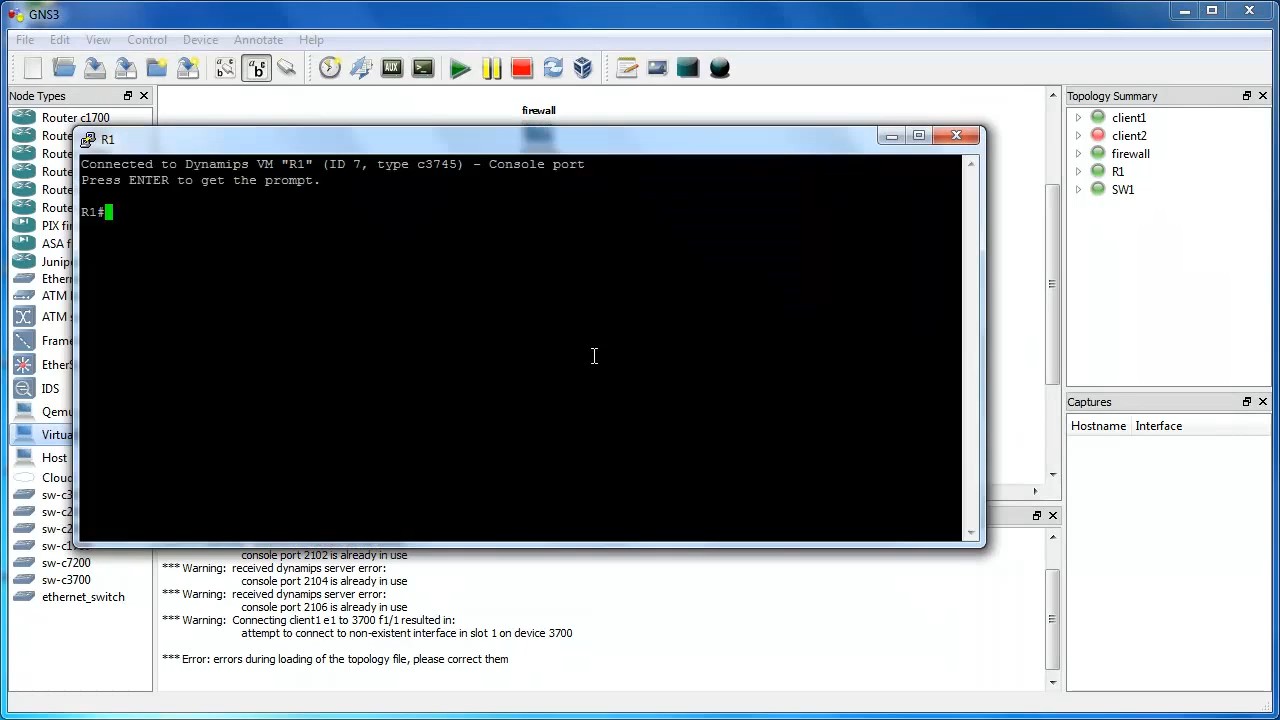 GNS3
File Edit View Control Device Annotate Help
Node Types
Router c1700
Route
Route
Route
Route
Route
PIX fi
ASA f
Junip
Ether
ATM
ATM
Frame
Ether
IDS
Qemu
Virtua
Host
Cloud
sw-c3
sw-c2
sw-c2
sw-c1
sw-c7200
sw-c3700
ethernet_switch
firewall
R1
Connected to Dynamips VM "R1" (ID 7, type c3745) - Console port
Press ENTER to get the prompt.
R1#
console port 2102 is already in use
*** Warning: received dynamips server error:
console port 2104 is already in use
*** Warning: received dynamips server error:
console port 2106 is already in use
*** Warning: Connecting client1 e1 to 3700 f1/1 resulted in:
attempt to connect to non-existent interface in slot 1 on device 3700
*** Error: errors during loading of the topology file, please correct them
Topology Summary
client1
client2
firewall
R1
SW1
Captures
Hostname Interface